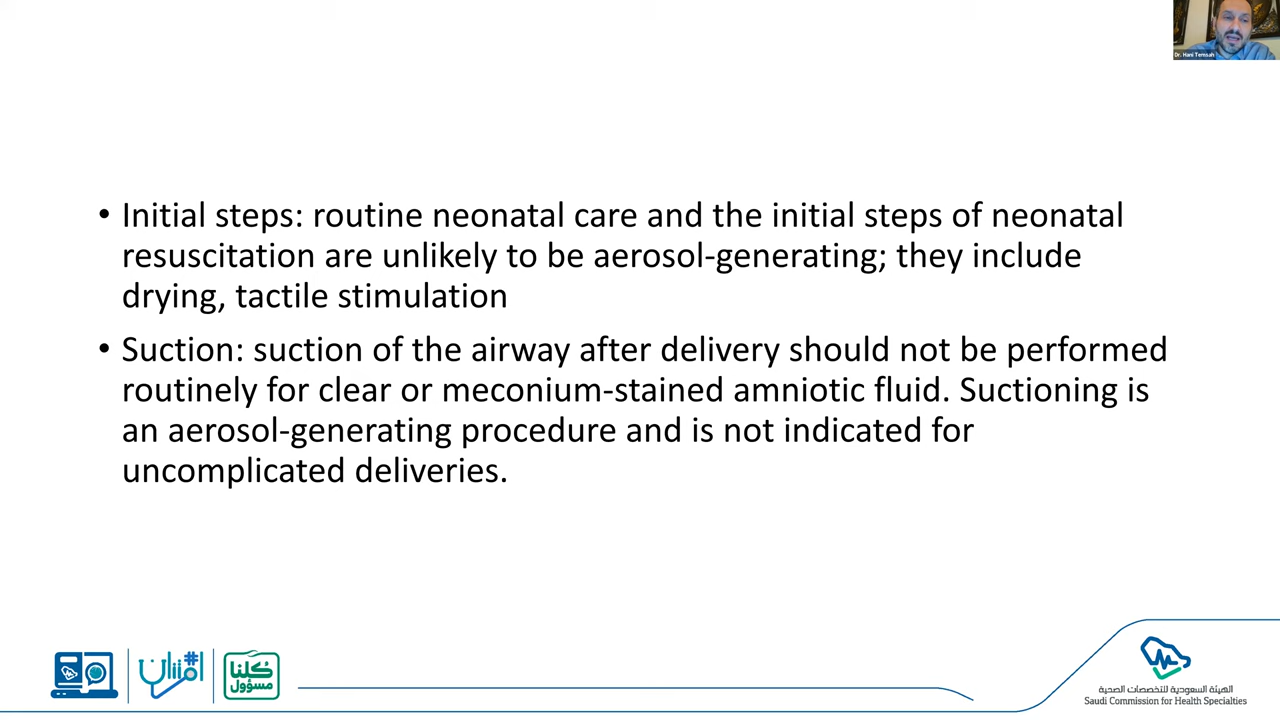 Dr. Hani Temsah
• Initial steps: routine neonatal care and the initial steps of neonatal
resuscitation are unlikely to be aerosol-generating; they include
drying, tactile stimulation
• Suction: suction of the airway after delivery should not be performed
routinely for clear or meconium-stained amniotic fluid. Suctioning is
an aerosol-generating procedure and is not indicated for
uncomplicated deliveries.
كلنا
مسؤول
الهيئة السعودية للتخصصات الصحية
Saudi Commission for Health Specialties